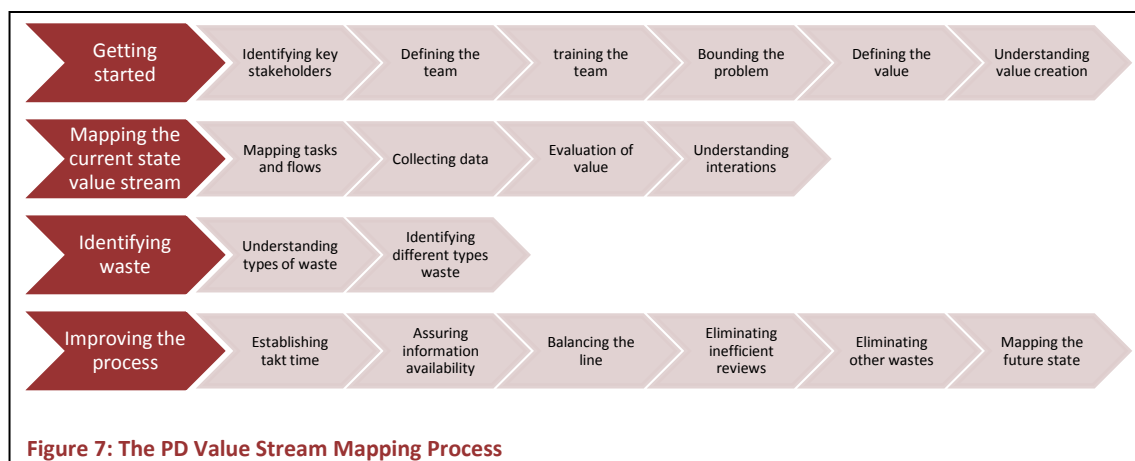 Getting
started
Identifying key
stakeholders
Defining the
team
training the
team
Bounding the
problem
Defining the
value
Understanding
value creation
Mapping the
current state
value stream
Mapping tasks
and flows
Collecting data
Evaluation of
value
Understanding
interations
Identifying
waste
Understanding
types of waste
Identifying
different types
waste
Improving the
process
Establishing
takt time
Assuring
information
availability
Balancing the
line
Eliminating
inefficient
reviews
Eliminating
other wastes
Mapping the
future state
Figure 7: The PD Value Stream Mapping Process